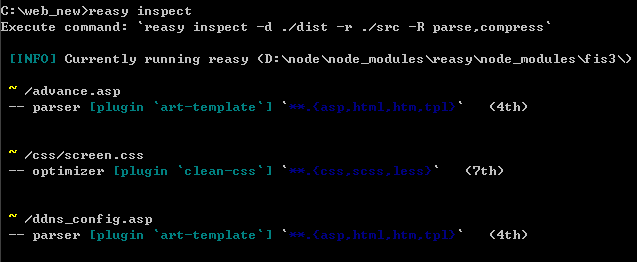 C:\web_new>reasy inspect
Execute command: `reasy inspect -d ./dist -r ./src -R parse,compress`
[INFO] Currently running reasy (D:\node\node_modules\reasy\node_modules\fis3\)
~ /advance.asp
-- parser [plugin `art-template`] `**.{asp,html,htm,tpl}`   (4th)
~ /css/screen.css
-- optimizer [plugin `clean-css`] `**.{css,scss,less}`   (7th)
~ /ddns_config.asp
-- parser [plugin `art-template`] `**.{asp,html,htm,tpl}`   (4th)